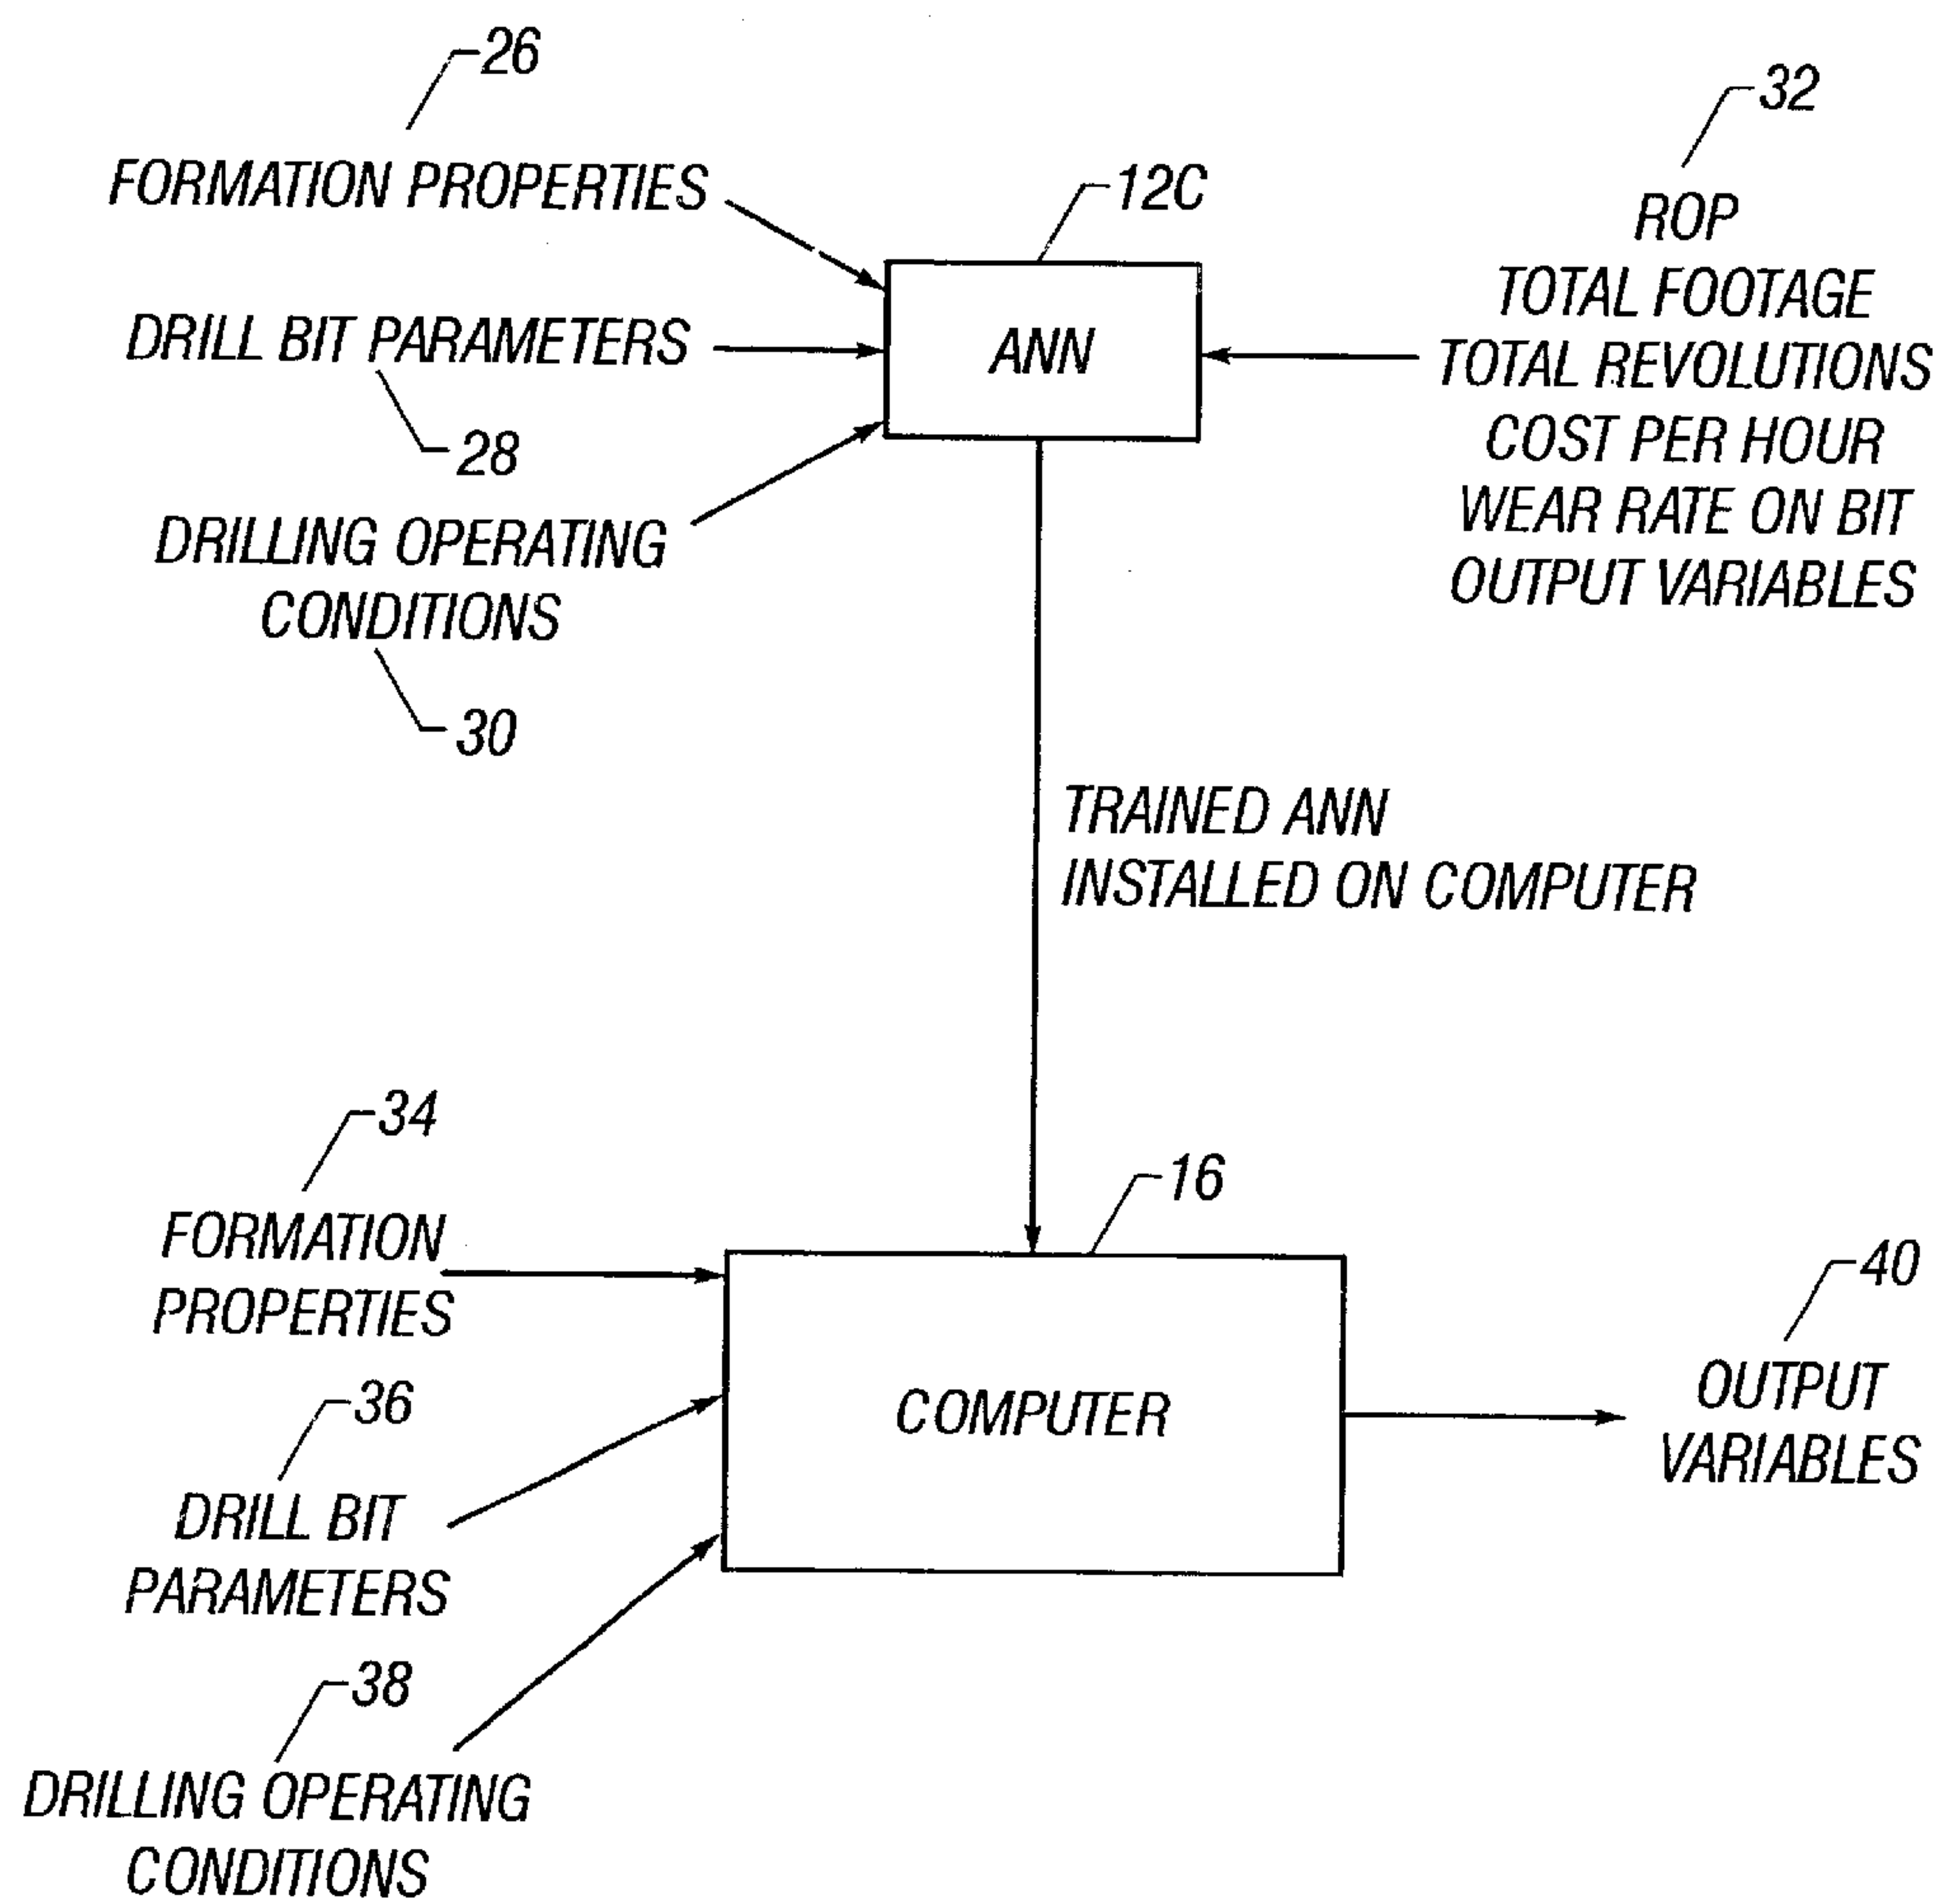 26
FORMATION PROPERTIES
32
ROP
TOTAL FOOTAGE
TOTAL REVOLUTIONS
COST PER HOUR
WEAR RATE ON BIT
OUTPUT VARIABLES
12C
ANN
DRILL BIT PARAMETERS
28
DRILLING OPERATING
CONDITIONS
30
TRAINED ANN
INSTALLED ON COMPUTER
34
FORMATION
PROPERTIES
16
COMPUTER
36
DRILL BIT
PARAMETERS
38
DRILLING OPERATING
CONDITIONS
40
OUTPUT
VARIABLES